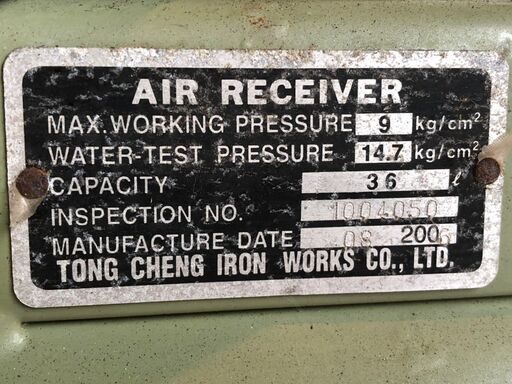 AIR RECEIVER
MAX. WORKING PRESSURE 9 kg/cm²
WATER-TEST PRESSURE 14.7 kg/cm²
CAPACITY 36 ℓ
INSPECTION NO. 1004050
MANUFACTURE DATE 08 2006
TONG CHENG IRON WORKS CO., LTD.